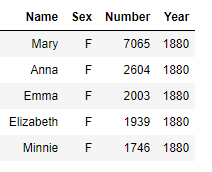 Name Sex Number Year
Mary F 7065 1880
Anna F 2604 1880
Emma F 2003 1880
Elizabeth F 1939 1880
Minnie F 1746 1880